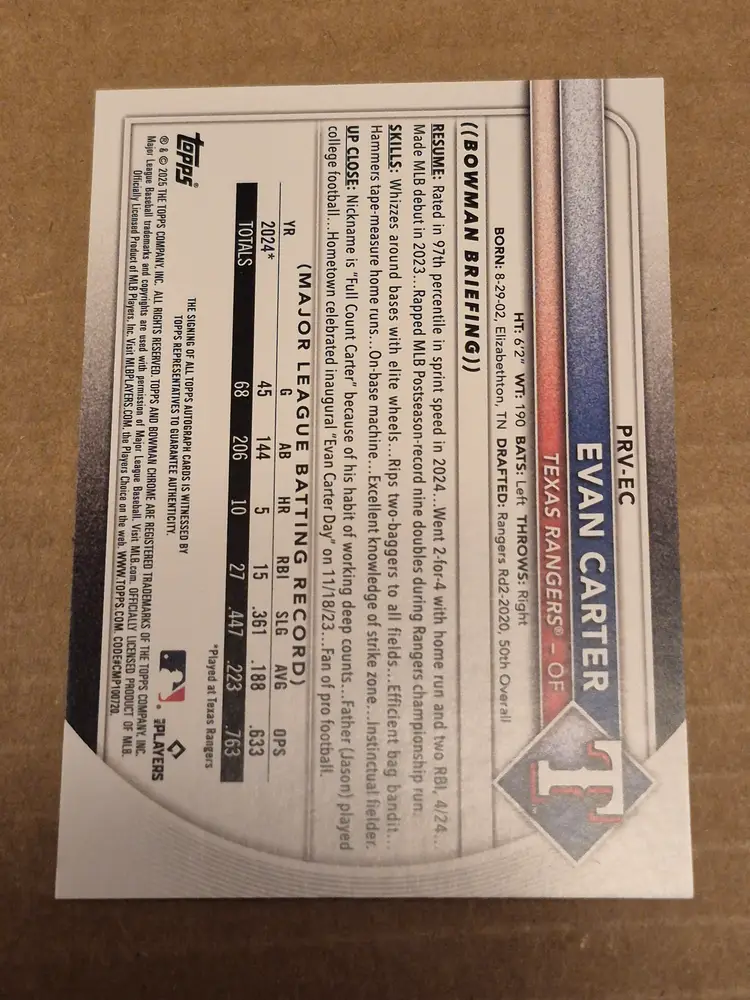 PRV-EC
EVAN CARTER
TEXAS RANGERS® – OF
HT: 6'2" WT: 190 BATS: Left THROWS: Right
BORN: 8-29-02, Elizabethton, TN DRAFTED: Rangers Rd2-2020, 50th Overall
((BOWMAN BRIEFING))
RESUME: Rated in 97th percentile in sprint speed in 2024...Went 2-for-4 with home run and two RBI, 4/24...
Made MLB debut in 2023...Rapped MLB Postseason-record nine doubles during Rangers championship run.
SKILLS: Whizzes around bases with elite wheels...Rips two-baggers to all fields...Efficient bag bandit...
Hammers tape-measure home runs...On-base machine...Excellent knowledge of strike zone...Instinctual fielder.
UP CLOSE: Nickname is "Full Count Carter" because of his habit of working deep counts...Father (Jason) played
college football...Hometown celebrated inaugural "Evan Carter Day" on 11/18/23...Fan of pro football.
(MAJOR LEAGUE BATTING RECORD)
YR G AB HR RBI SLG AVG OPS
2024* 45 144 5 15 .361 .188 .633
TOTALS 68 206 10 27 .447 .223 .763
*Played at Texas Rangers
THE SIGNING OF ALL TOPPS AUTOGRAPH CARDS IS WITNESSED BY
TOPPS REPRESENTATIVES TO GUARANTEE AUTHENTICITY.
PLAYERS
topps®
® & © 2025 THE TOPPS COMPANY, INC. ALL RIGHTS RESERVED. TOPPS AND BOWMAN CHROME ARE REGISTERED TRADEMARKS OF THE TOPPS COMPANY, INC.
Major League Baseball trademarks and copyrights are used with permission of Major League Baseball. Visit MLB.com. OFFICIALLY LICENSED PRODUCT OF MLB
Officially Licensed Product of MLB Players, Inc. Visit MLBPLAYERS.COM, the Players Choice on the web. WWW.TOPPS.COM. CODE#CMP100720.